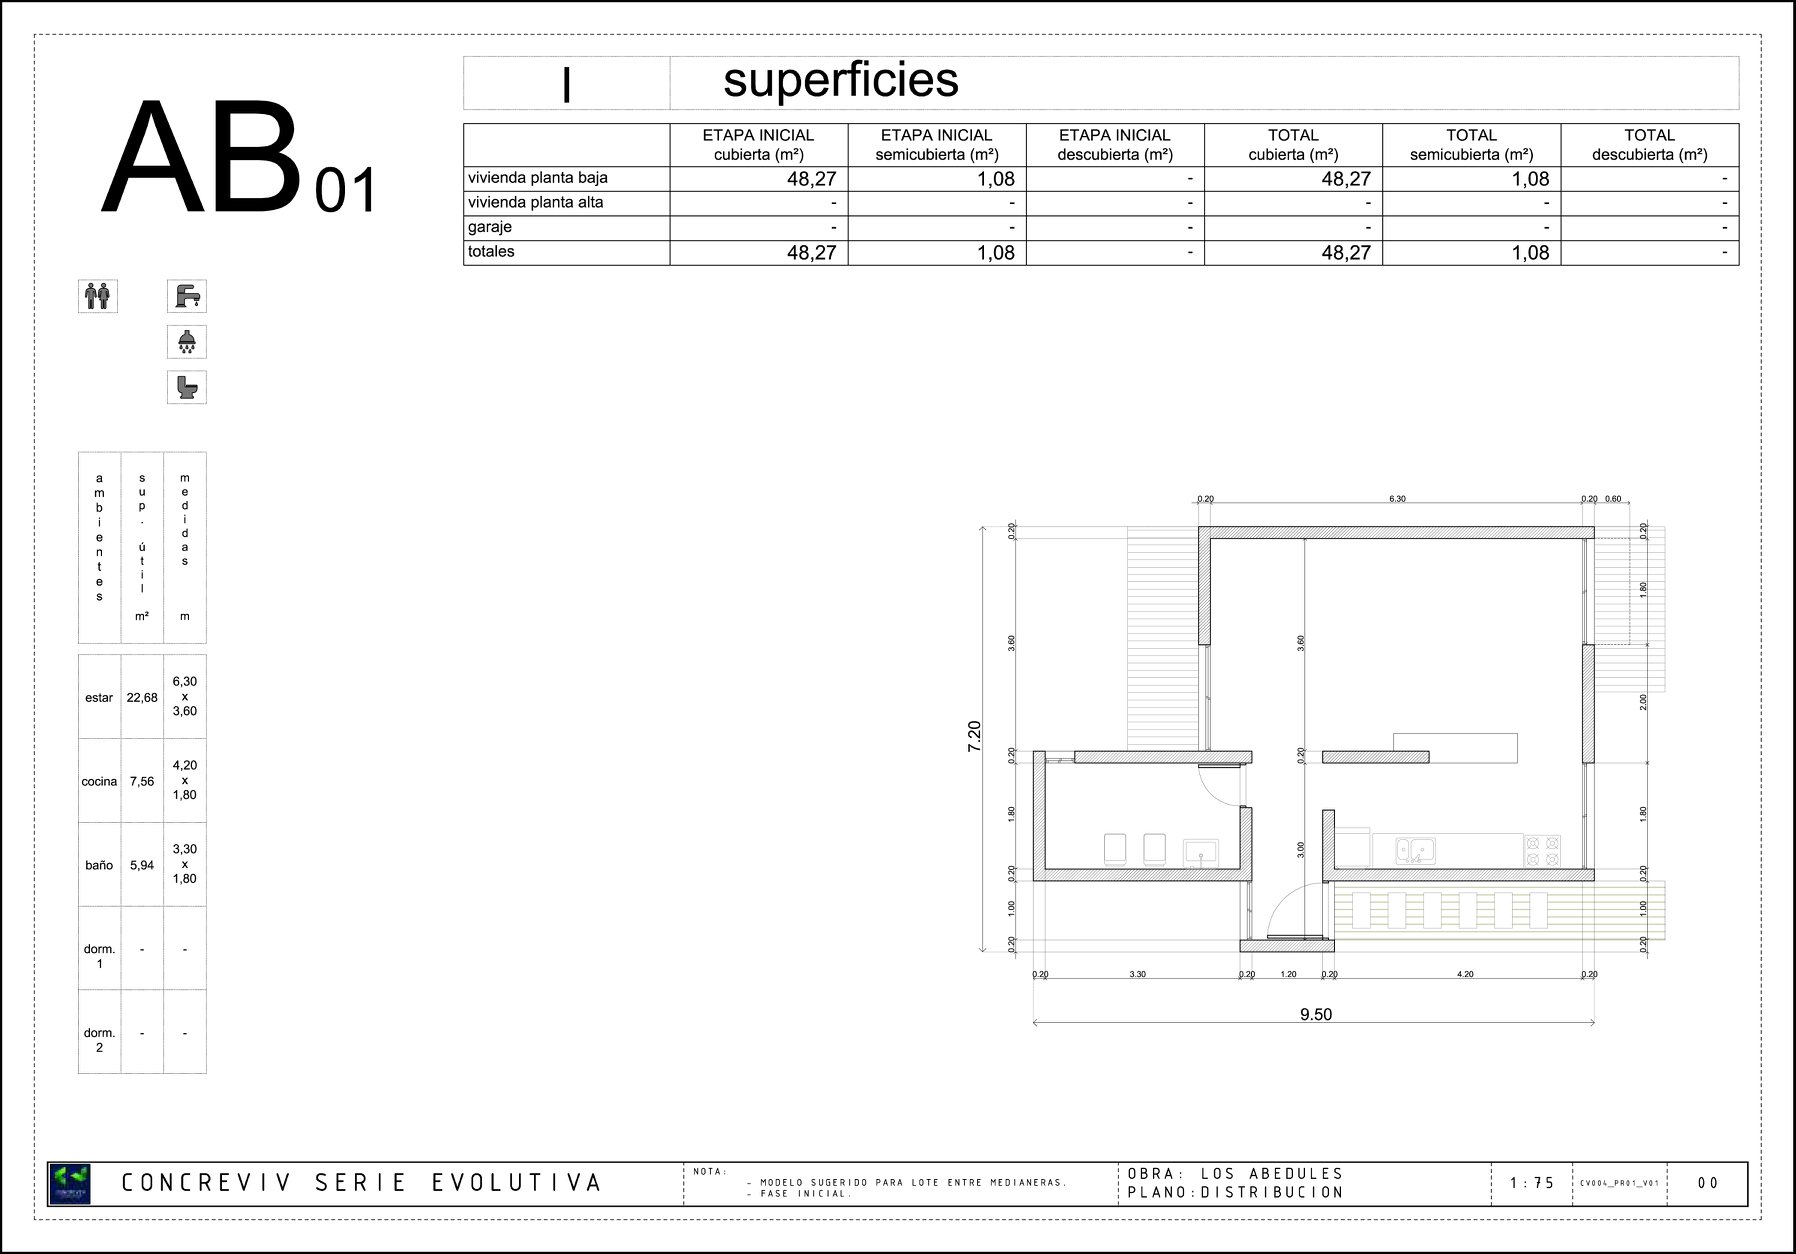 AB 01
I superficies
ETAPA INICIAL cubierta (m²) ETAPA INICIAL semicubierta (m²) ETAPA INICIAL descubierta (m²) TOTAL cubierta (m²) TOTAL semicubierta (m²) TOTAL descubierta (m²)
vivienda planta baja 48,27 1,08 - 48,27 1,08 -
vivienda planta alta - - - - - -
garaje - - - - - -
totales 48,27 1,08 - 48,27 1,08 -
ambientes sup. útil m² medidas m
estar 22,68 6,30 x 3,60
cocina 7,56 4,20 x 1,80
baño 5,94 3,30 x 1,80
dorm. 1 - -
dorm. 2 - -
0.20 6.30 0.20 0.60
7.20
0.20
3.60
0.20
1.80
0.20
1.00
0.20
3.60
0.20
3.00
0.20
1.80
2.00
1.80
0.20
1.00
0.20
0.20 3.30 0.20 1.20 0.20 4.20 0.20
9.50
CONCREVIV SERIE EVOLUTIVA
NOTA:
- MODELO SUGERIDO PARA LOTE ENTRE MEDIANERAS.
- FASE INICIAL.
OBRA: LOS ABEDULES
PLANO:DISTRIBUCION
1:75
CV004_PR01_V01
00